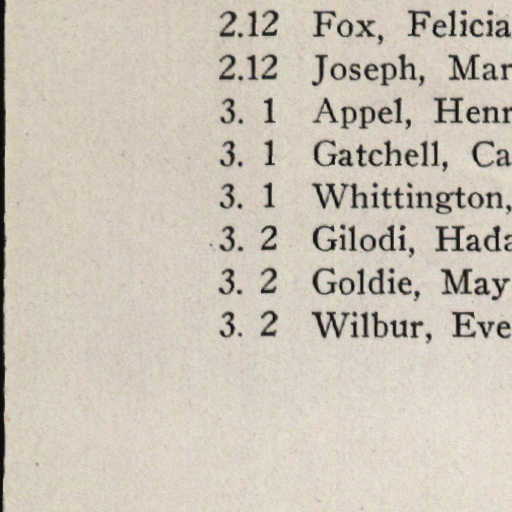 2.12 Fox, Felicia
2.12 Joseph, Mar
3. 1 Appel, Henr
3. 1 Gatchell, Ca
3. 1 Whittington,
3. 2 Gilodi, Hada
3. 2 Goldie, May
3. 2 Wilbur, Eve